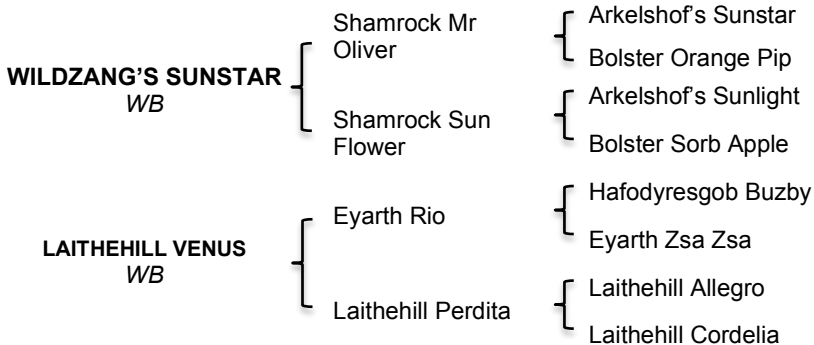 WILDZANG’S SUNSTAR
WB
Shamrock Mr
Oliver
Arkelshof’s Sunstar
Bolster Orange Pip
Shamrock Sun
Flower
Arkelshof’s Sunlight
Bolster Sorb Apple
LAITHEHILL VENUS
WB
Eyarth Rio
Hafodyresgob Buzby
Eyarth Zsa Zsa
Laithehill Perdita
Laithehill Allegro
Laithehill Cordelia